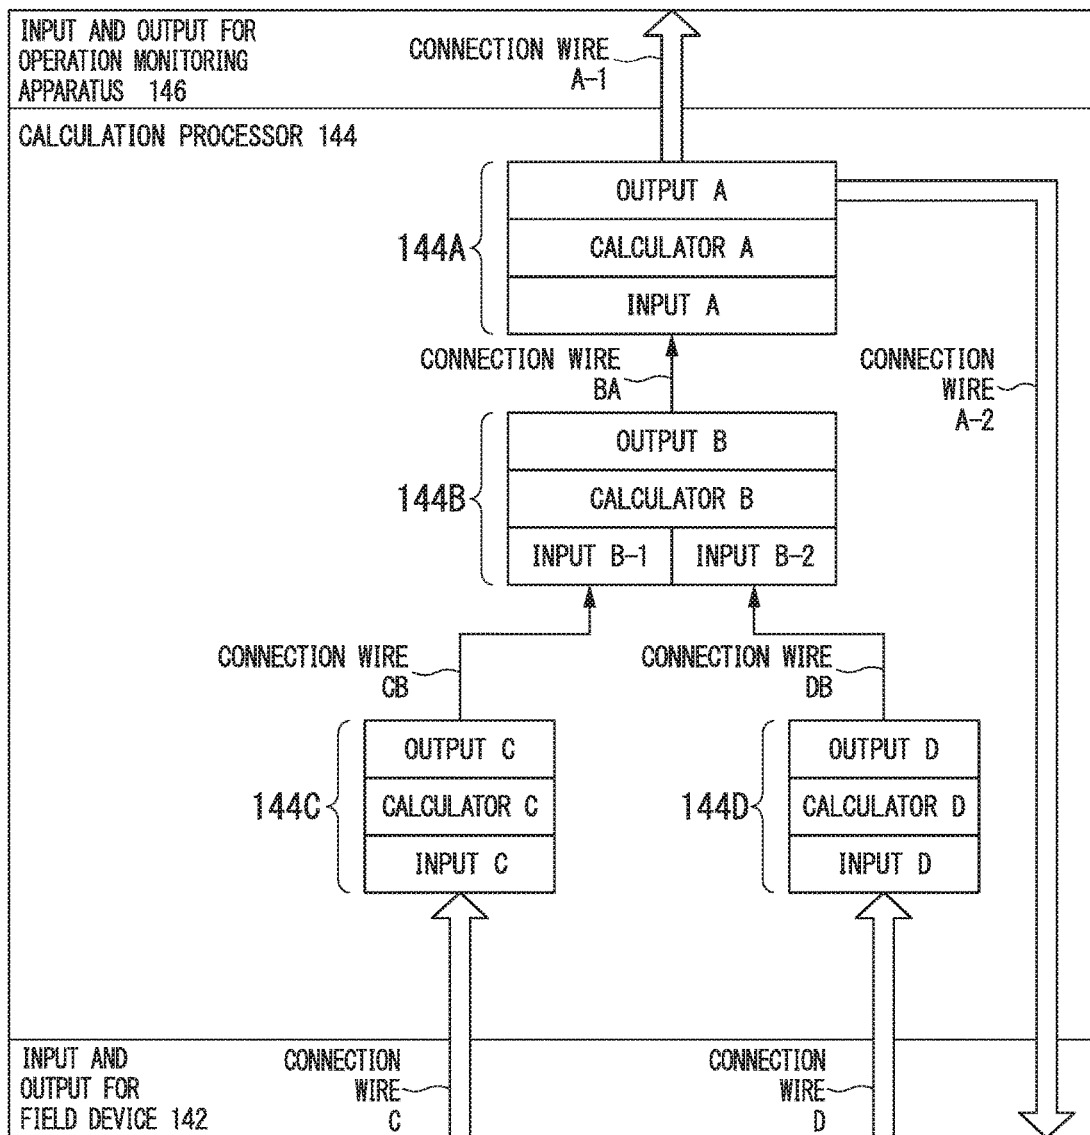 INPUT AND OUTPUT FOR
OPERATION MONITORING
APPARATUS 146
CONNECTION WIRE
A-1
CALCULATION PROCESSOR 144
144A
OUTPUT A
CALCULATOR A
INPUT A
CONNECTION WIRE
BA
CONNECTION
WIRE
A-2
144B
OUTPUT B
CALCULATOR B
INPUT B-1
INPUT B-2
CONNECTION WIRE
CB
CONNECTION WIRE
DB
144C
OUTPUT C
CALCULATOR C
INPUT C
144D
OUTPUT D
CALCULATOR D
INPUT D
INPUT AND
OUTPUT FOR
FIELD DEVICE 142
CONNECTION
WIRE
C
CONNECTION
WIRE
D